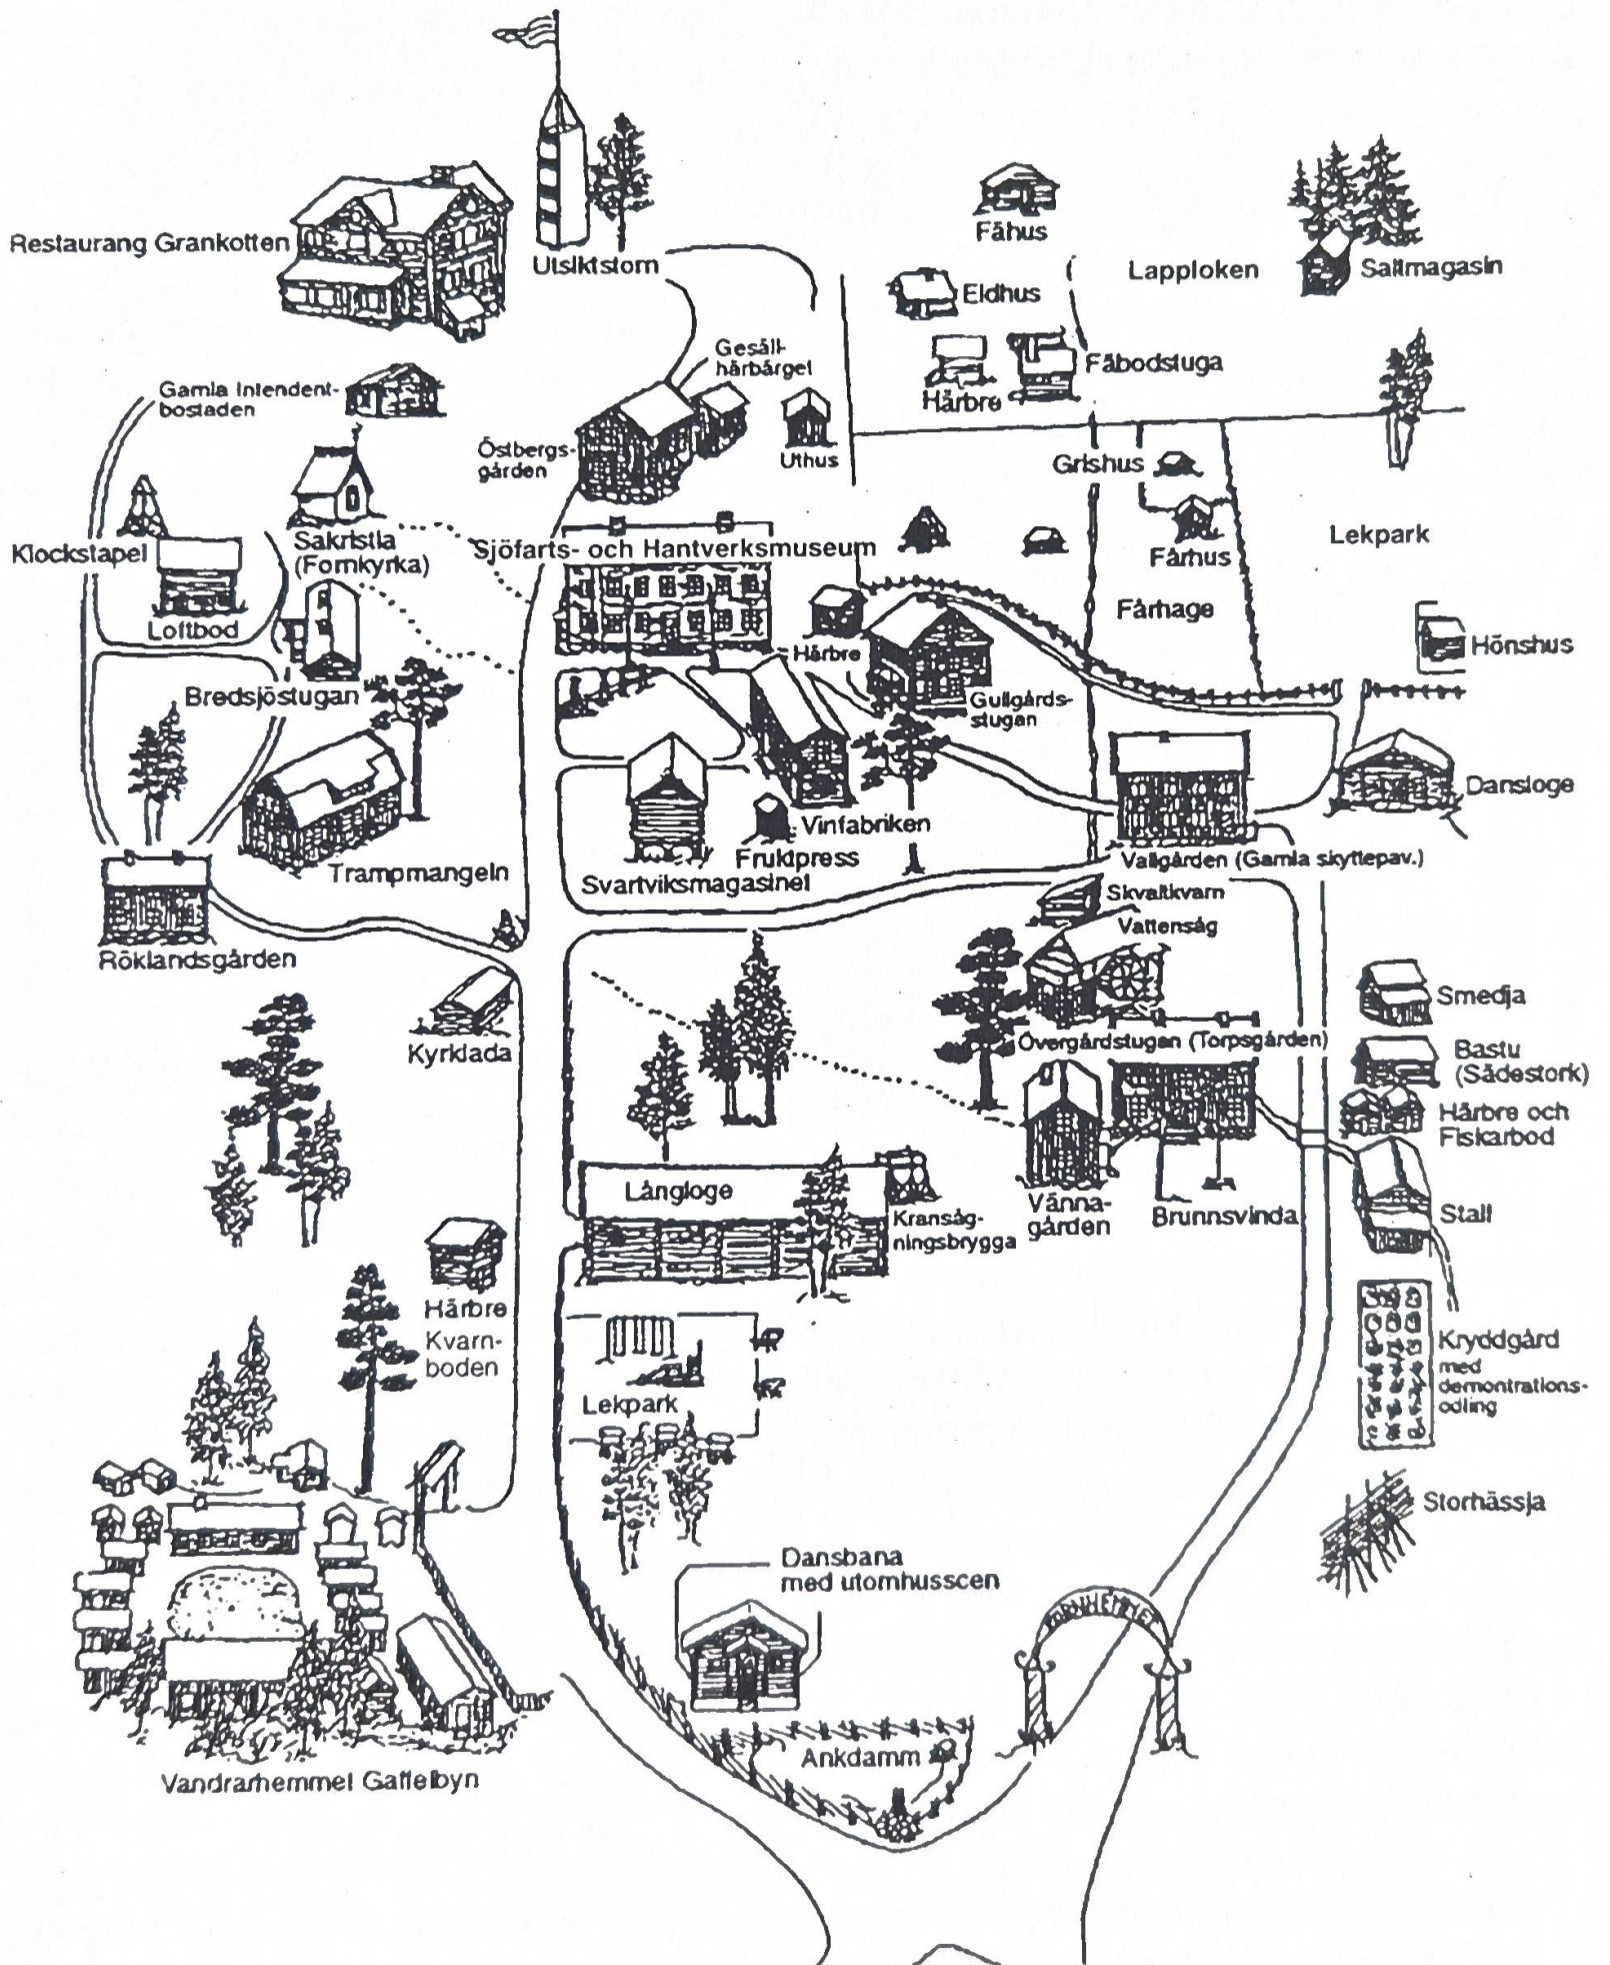 Restaurang Grankotten
Utsiktstorn
Fähus
Lapploken
Saltmagasin
Eldhus
Gesäll-
härbärget
Fäbodstuga
Härbre
Gamla Intendent-
bostaden
Östbergs-
gården
Uthus
Grishus
Klockstapel
Sakristia
(Fornkyrka)
Sjöfarts- och Hantverksmuseum
Lekpark
Fårhus
Loftbod
Fårhage
Härbre
Hönshus
Bredsjöstugan
Gullgårds-
stugan
Dansloge
Vinfabriken
Fruktpress
Vallgården (Gamla skyttepav.)
Trampmangeln
Svartviksmagasinet
Skvaltkvarn
Vattensåg
Röklandsgården
Smedja
Kyrklada
Övergårdstugan (Torpsgården)
Bastu
(Sädestork)
Härbre och
Fiskarbod
Långloge
Kransåg-
ningsbrygga
Vänna-
gården
Brunnsvinda
Stall
Härbre
Kvarn-
boden
Kryddgård
med
demontrations-
odling
Lekpark
Storhässja
Dansbana
med utomhusscen
FORNHEMMET
Ankdamm
Vandrarhemmet Gaffelbyn